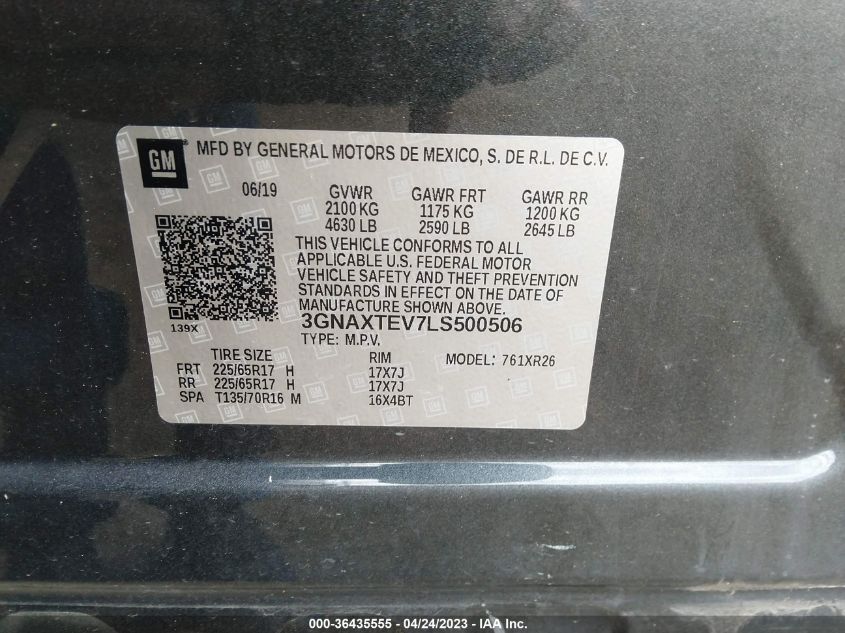 GM MFD BY GENERAL MOTORS DE MEXICO, S. DE R.L. DE C.V.
06/19 GVWR GAWR FRT GAWR RR
2100 KG 1175 KG 1200 KG
4630 LB 2590 LB 2645 LB
THIS VEHICLE CONFORMS TO ALL
APPLICABLE U.S. FEDERAL MOTOR
VEHICLE SAFETY AND THEFT PREVENTION
STANDARDS IN EFFECT ON THE DATE OF
MANUFACTURE SHOWN ABOVE.
139X 3GNAXTEV7LS500506
TYPE: M.P.V.
TIRE SIZE RIM MODEL: 761XR26
FRT 225/65R17 H 17X7J
RR 225/65R17 H 17X7J
SPA T135/70R16 M 16X4BT
000-36435555 - 04/24/2023 - IAA Inc.